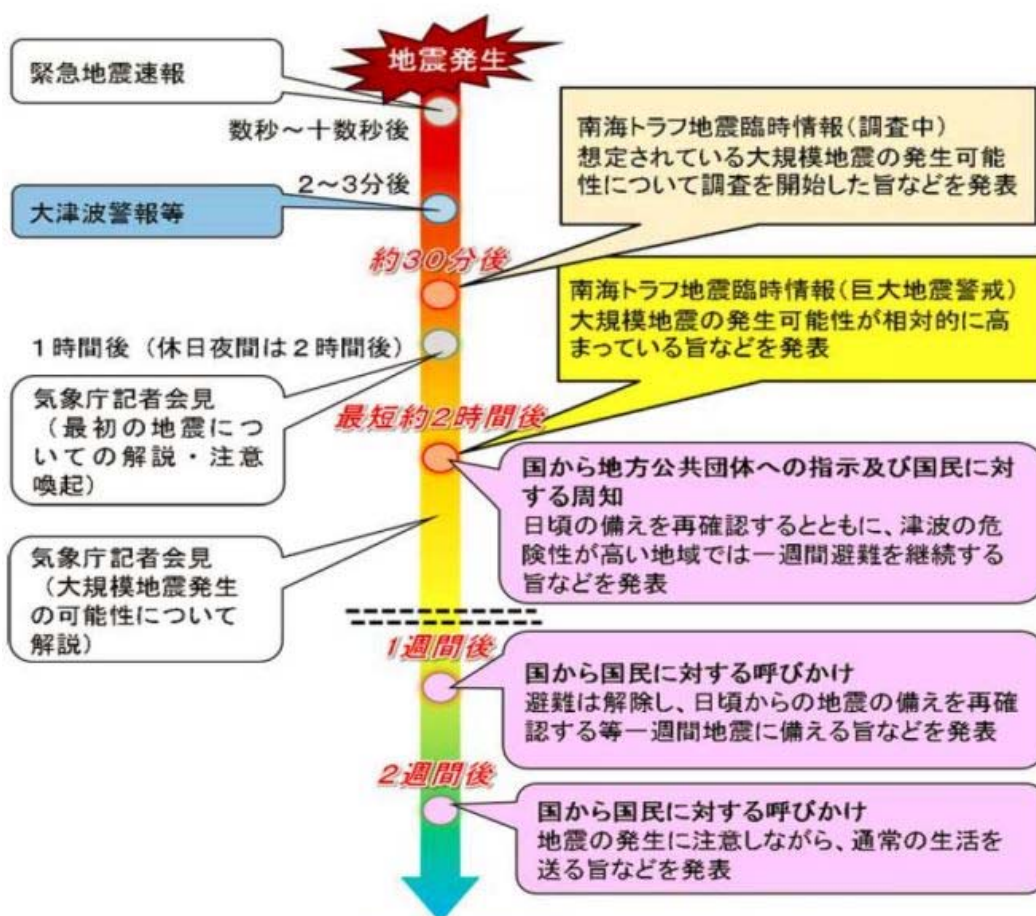 地震発生
緊急地震速報
数秒～十数秒後
2～3分後
大津波警報等
約30分後
南海トラフ地震臨時情報（調査中）
想定されている大規模地震の発生可能
性について調査を開始した旨などを発表
南海トラフ地震臨時情報（巨大地震警戒）
大規模地震の発生可能性が相対的に高
まっている旨などを発表
1時間後（休日夜間は2時間後）
気象庁記者会見
（最初の地震につ
いての解説・注意
喚起）
最短約2時間後
国から地方公共団体への指示及び国民に対
する周知
日頃の備えを再確認するとともに、津波の危
険性が高い地域では一週間避難を継続する
旨などを発表
気象庁記者会見
（大規模地震発生
の可能性について
解説）
1週間後
国から国民に対する呼びかけ
避難は解除し、日頃からの地震の備えを再確
認する等一週間地震に備える旨などを発表
2週間後
国から国民に対する呼びかけ
地震の発生に注意しながら、通常の生活を
送る旨などを発表